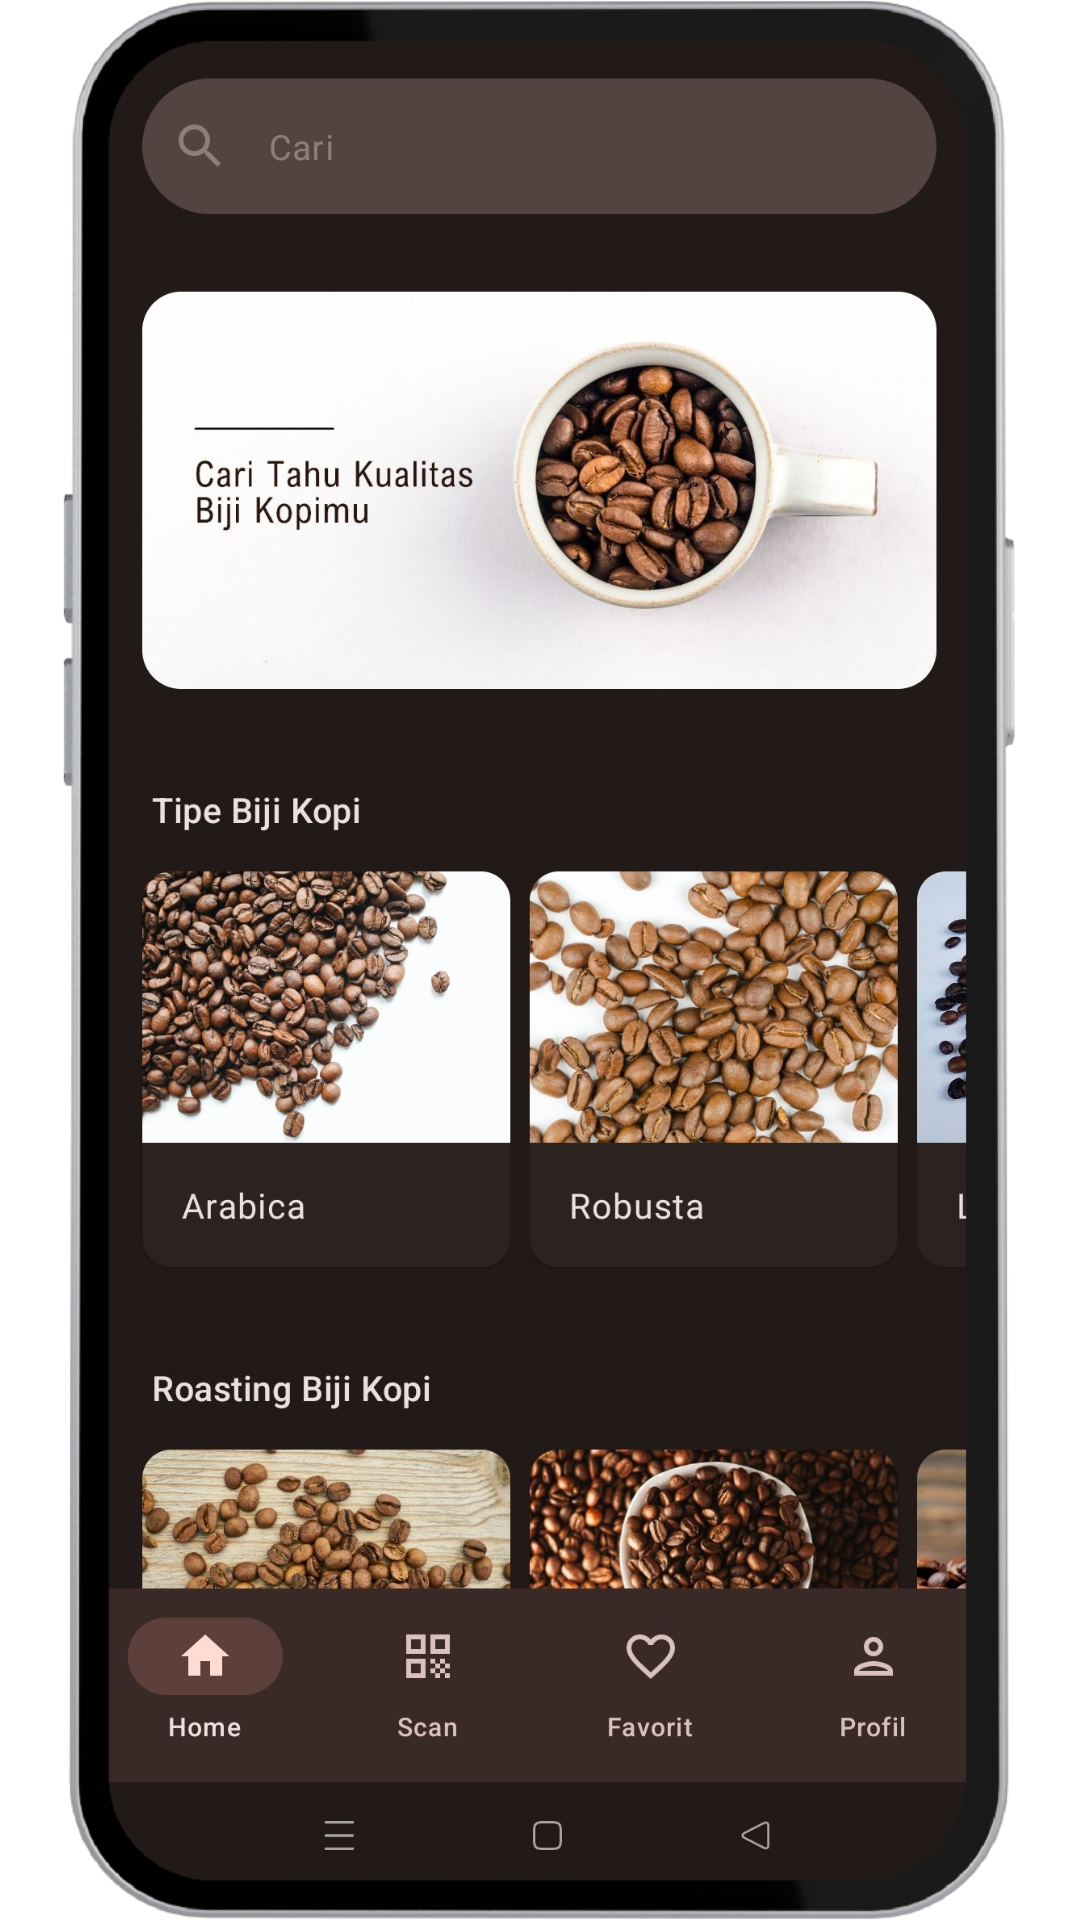 Cari
Cari Tahu Kualitas
Biji Kopimu
Tipe Biji Kopi
Arabica
Robusta
L
Roasting Biji Kopi
Home
Scan
Favorit
Profil